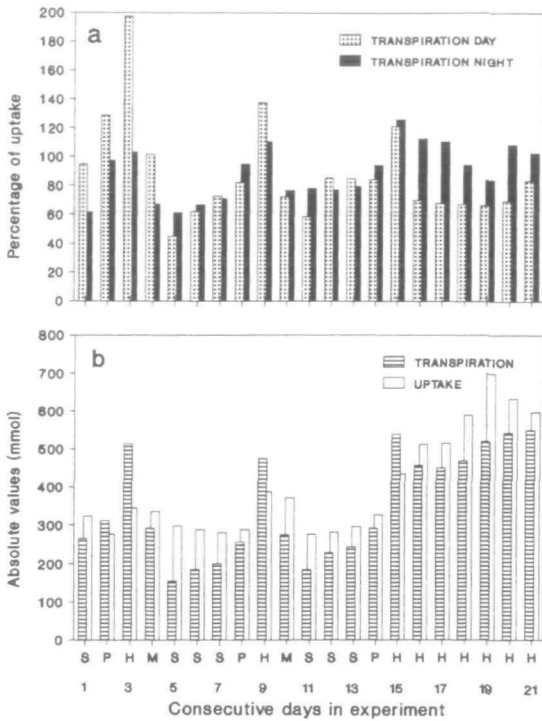 a
TRANSPIRATION DAY
TRANSPIRATION NIGHT
Percentage of uptake
200
180
160
140
120
100
80
60
40
20
0
b
TRANSPIRATION
UPTAKE
Absolute values (mmol)
800
700
600
500
400
300
200
100
0
S P H M S S S P H M S S S P H H H H H H H
1 3 5 7 9 11 13 15 17 19 21
Consecutive days in experiment